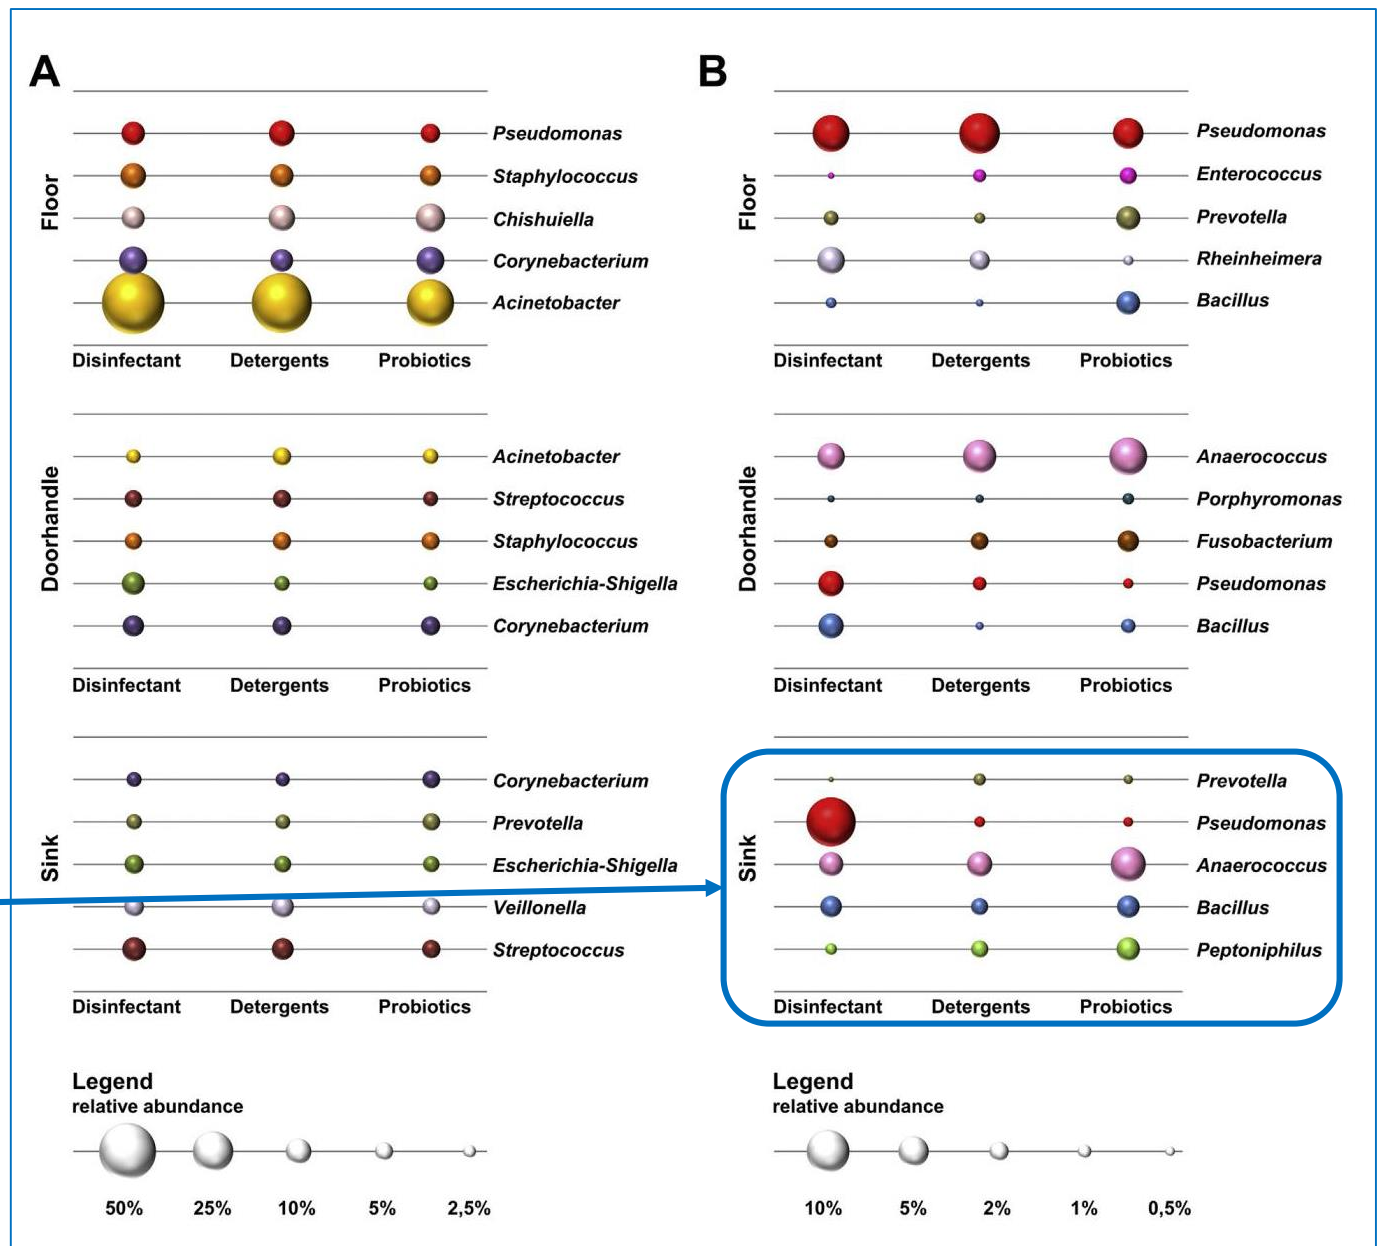 A
Floor
Pseudomonas
Staphylococcus
Chishuiella
Corynebacterium
Acinetobacter
Disinfectant Detergents Probiotics
Doorhandle
Acinetobacter
Streptococcus
Staphylococcus
Escherichia-Shigella
Corynebacterium
Disinfectant Detergents Probiotics
Sink
Corynebacterium
Prevotella
Escherichia-Shigella
Veillonella
Streptococcus
Disinfectant Detergents Probiotics
Legend
relative abundance
50% 25% 10% 5% 2,5%
B
Floor
Pseudomonas
Enterococcus
Prevotella
Rheinheimera
Bacillus
Disinfectant Detergents Probiotics
Doorhandle
Anaerococcus
Porphyromonas
Fusobacterium
Pseudomonas
Bacillus
Disinfectant Detergents Probiotics
Sink
Prevotella
Pseudomonas
Anaerococcus
Bacillus
Peptoniphilus
Disinfectant Detergents Probiotics
Legend
relative abundance
10% 5% 2% 1% 0,5%